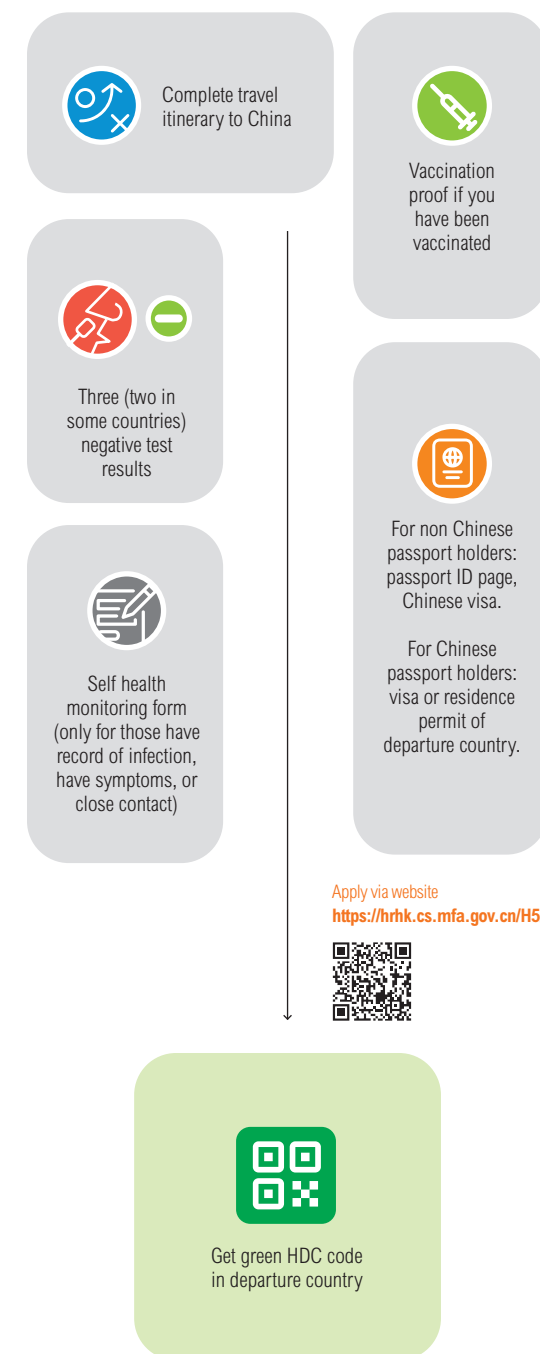 Complete travel
itinerary to China
Vaccination
proof if you
have been
vaccinated
Three (two in
some countries)
negative test
results
For non Chinese
passport holders:
passport ID page,
Chinese visa.
For Chinese
passport holders:
visa or residence
permit of
departure country.
Self health
monitoring form
(only for those have
record of infection,
have symptoms, or
close contact)
Apply via website
https://hrhk.cs.mfa.gov.cn/H5
Get green HDC code
in departure country